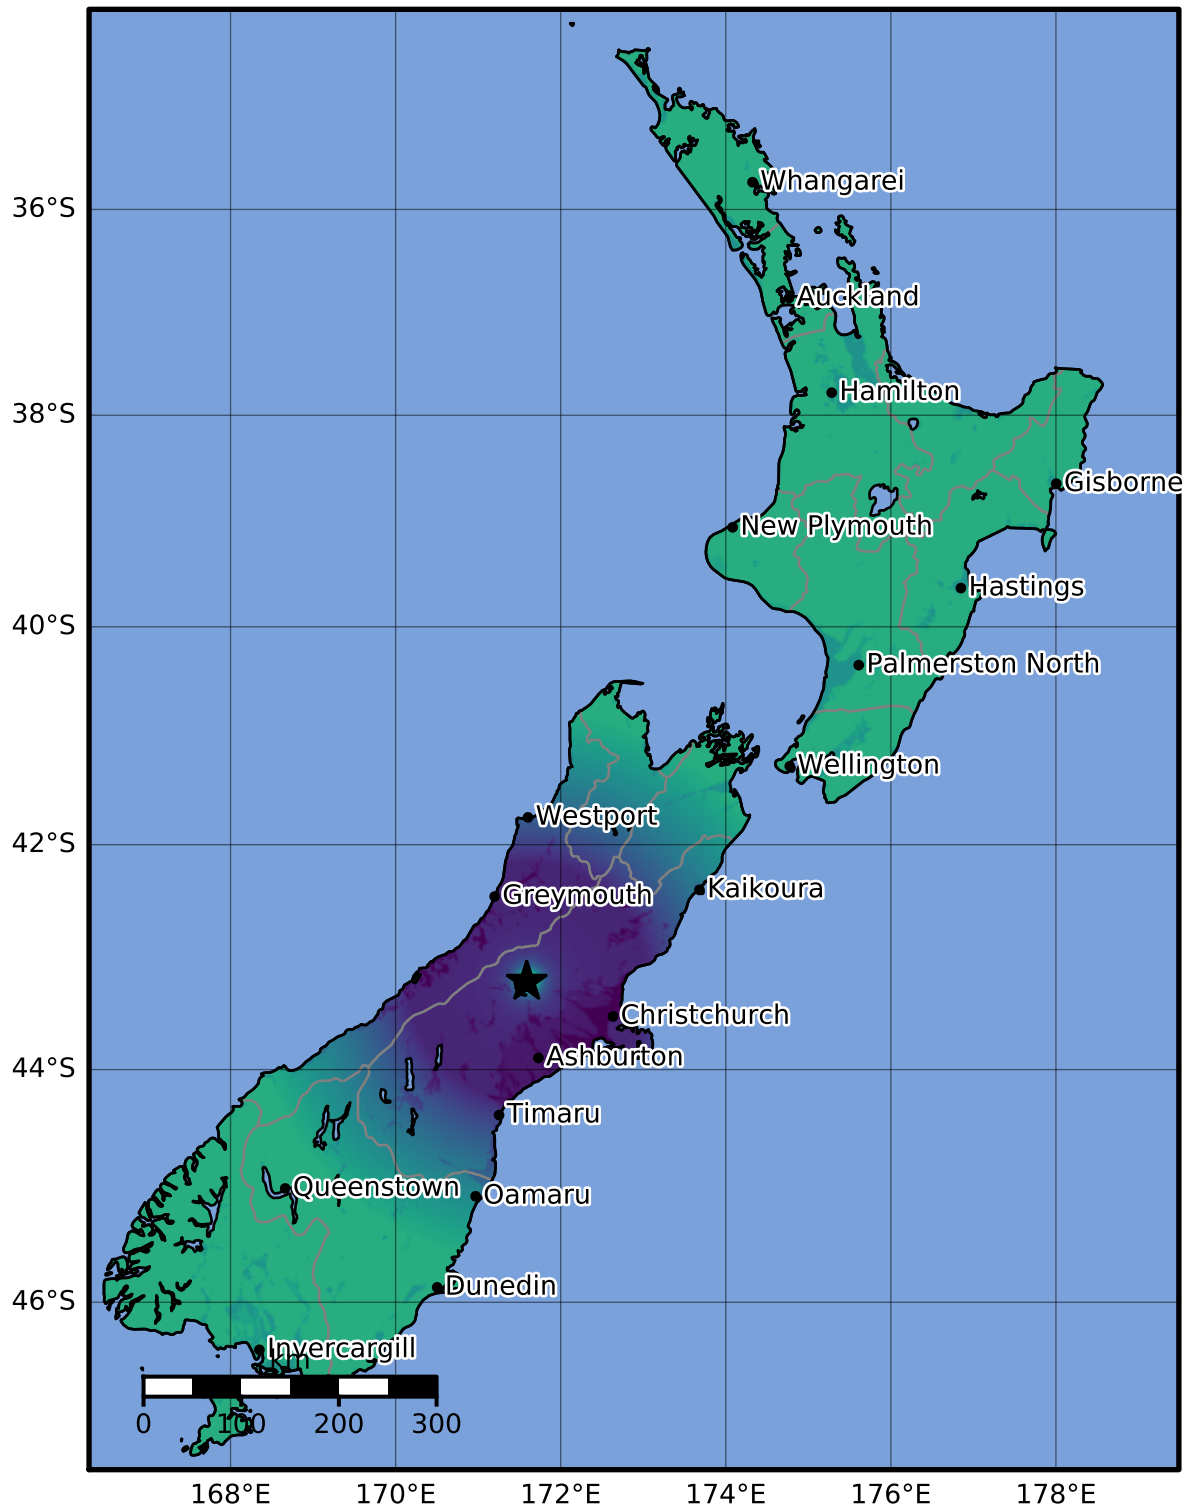 Whangarei
36°S
Auckland
Hamilton
38°S
Gisborne
New Plymouth
Hastings
40°S
Palmerston North
Wellington
Westport
42°S
Kaikoura
Greymouth
Christchurch
Ashburton
44°S
Timaru
Queenstown
Oamaru
Dunedin
46°S
Invercargill
km
0 100 200 300
168°E 170°E 172°E 174°E 176°E 178°E